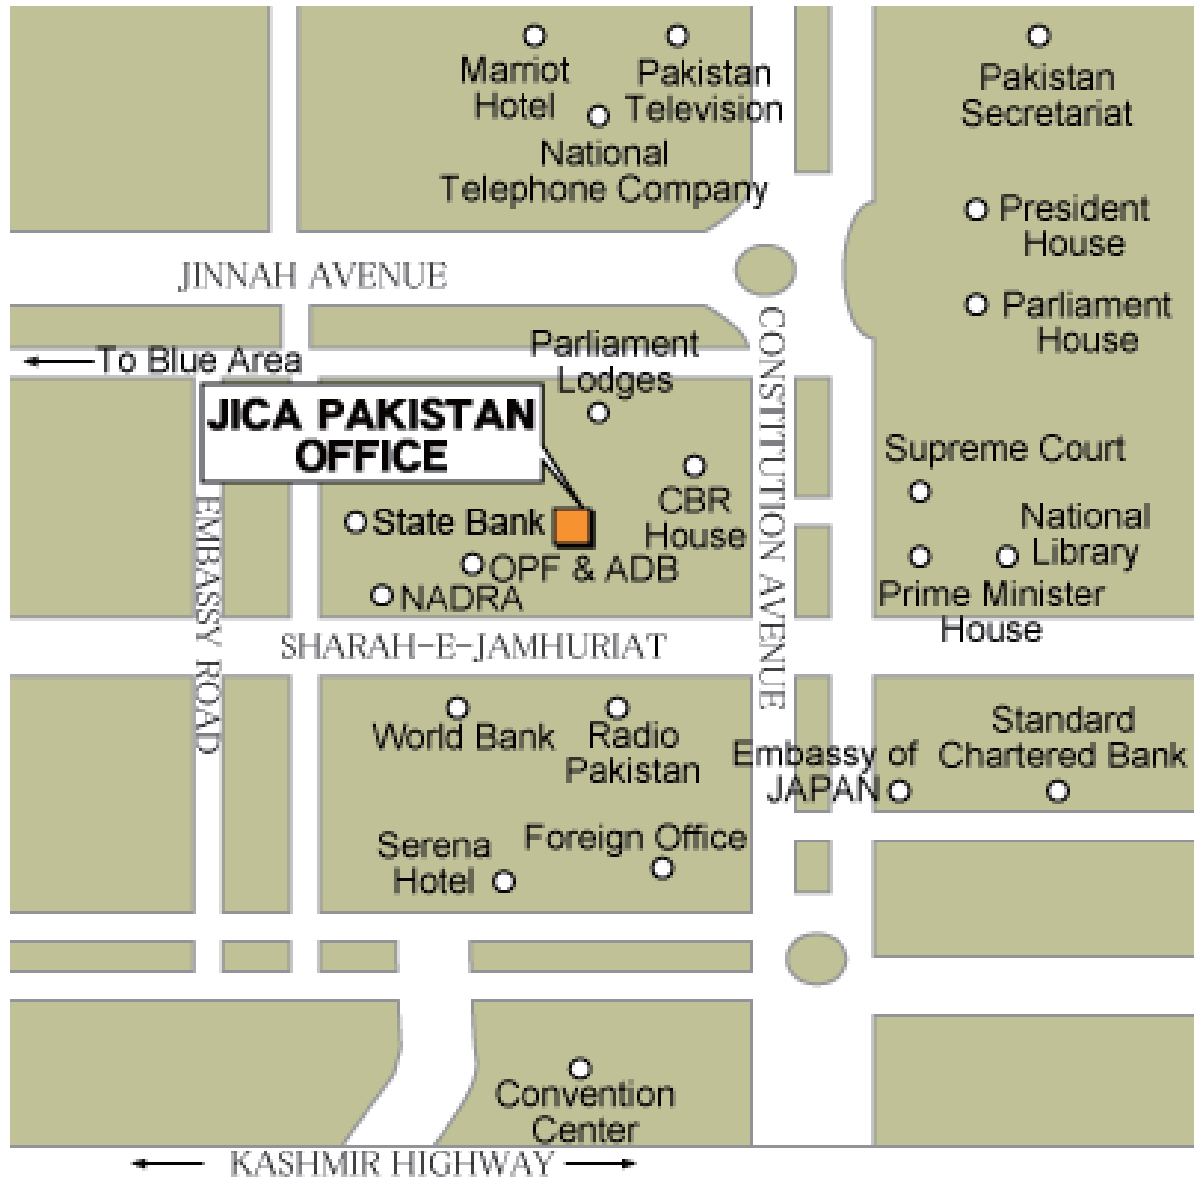 Marriot
Hotel
Pakistan
Television
National
Telephone Company
Pakistan
Secretariat
President
House
JINNAH AVENUE
Parliament
House
To Blue Area
Parliament
Lodges
CONSTITUTION AVENUE
JICA PAKISTAN
OFFICE
CBR
House
Supreme Court
EMBASSY ROAD
State Bank
OPF & ADB
NADRA
National
Library
Prime Minister
House
SHARAH-E-JAMHURIAT
World Bank
Radio
Pakistan
Embassy of
JAPAN
Standard
Chartered Bank
Serena
Hotel
Foreign Office
Convention
Center
KASHMIR HIGHWAY